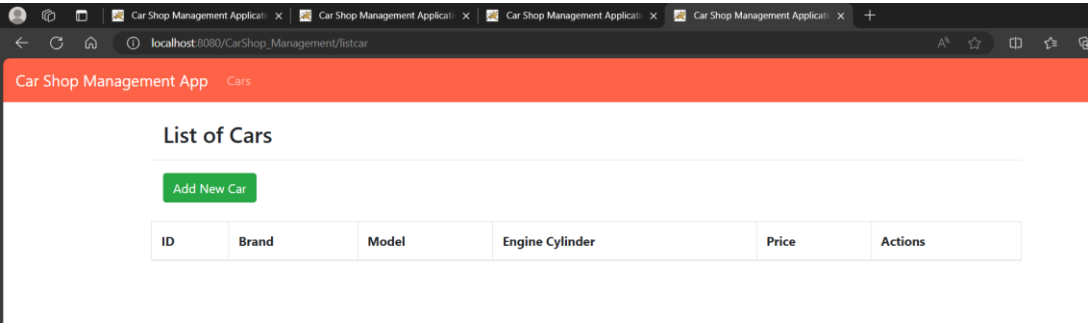 Car Shop Management Applicati
Car Shop Management Applicati
Car Shop Management Applicati
Car Shop Management Applicati
localhost:8080/CarShop_Management/listcar
Car Shop Management App Cars
List of Cars
Add New Car
ID Brand Model Engine Cylinder Price Actions